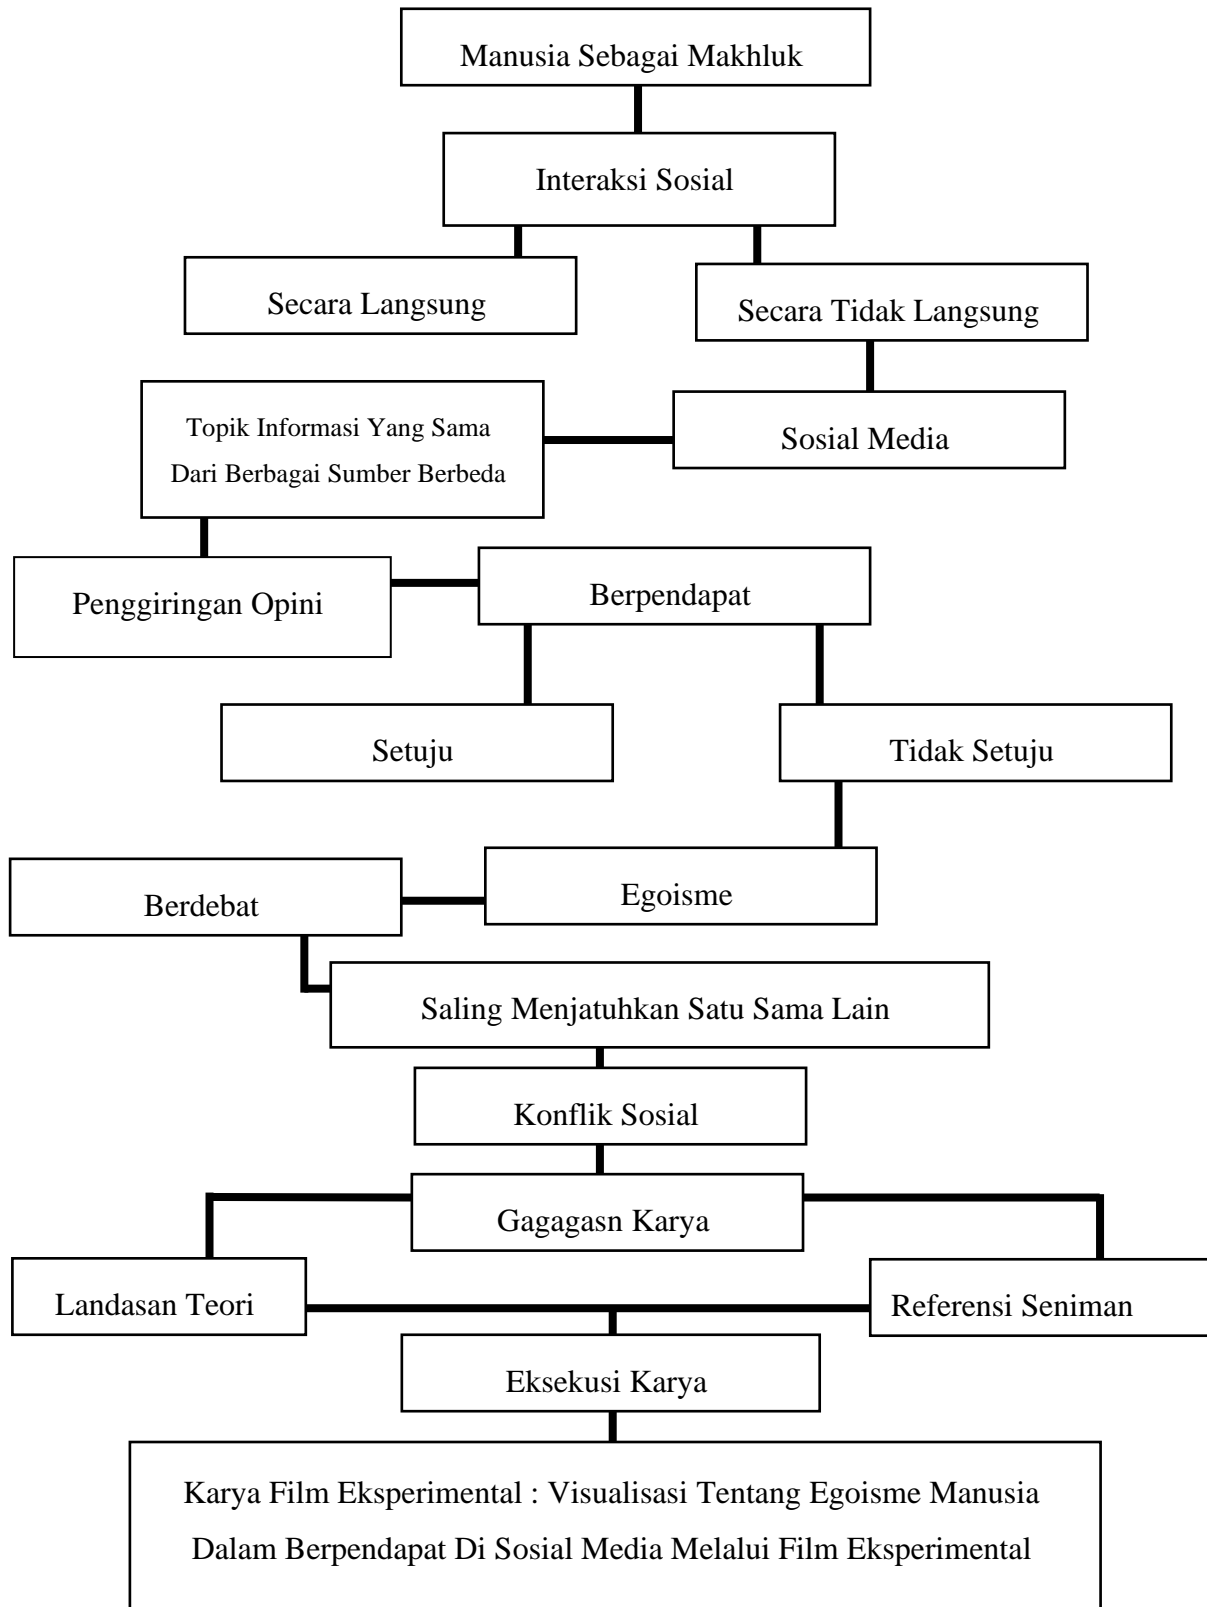 Manusia Sebagai Makhluk
Interaksi Sosial
Secara Langsung
Secara Tidak Langsung
Topik Informasi Yang Sama
Dari Berbagai Sumber Berbeda
Sosial Media
Penggiringan Opini
Berpendapat
Setuju
Tidak Setuju
Berdebat
Egoisme
Saling Menjatuhkan Satu Sama Lain
Konflik Sosial
Gagagasn Karya
Landasan Teori
Referensi Seniman
Eksekusi Karya
Karya Film Eksperimental : Visualisasi Tentang Egoisme Manusia
Dalam Berpendapat Di Sosial Media Melalui Film Eksperimental